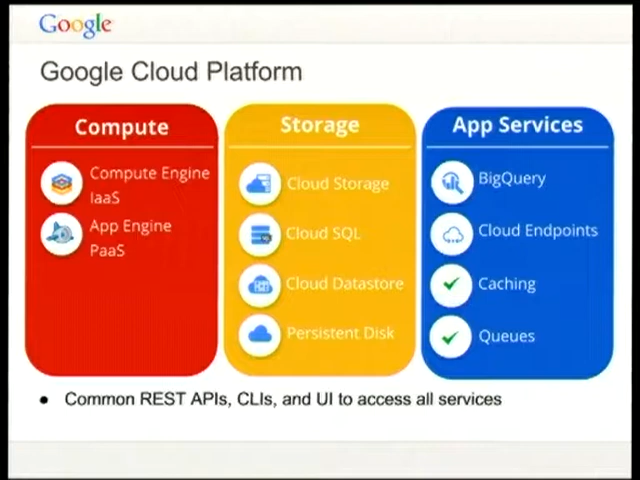 Google
Google Cloud Platform
Compute
Compute Engine
IaaS
App Engine
PaaS
Storage
Cloud Storage
Cloud SQL
Cloud Datastore
Persistent Disk
App Services
BigQuery
Cloud Endpoints
Caching
Queues
● Common REST APIs, CLIs, and UI to access all services